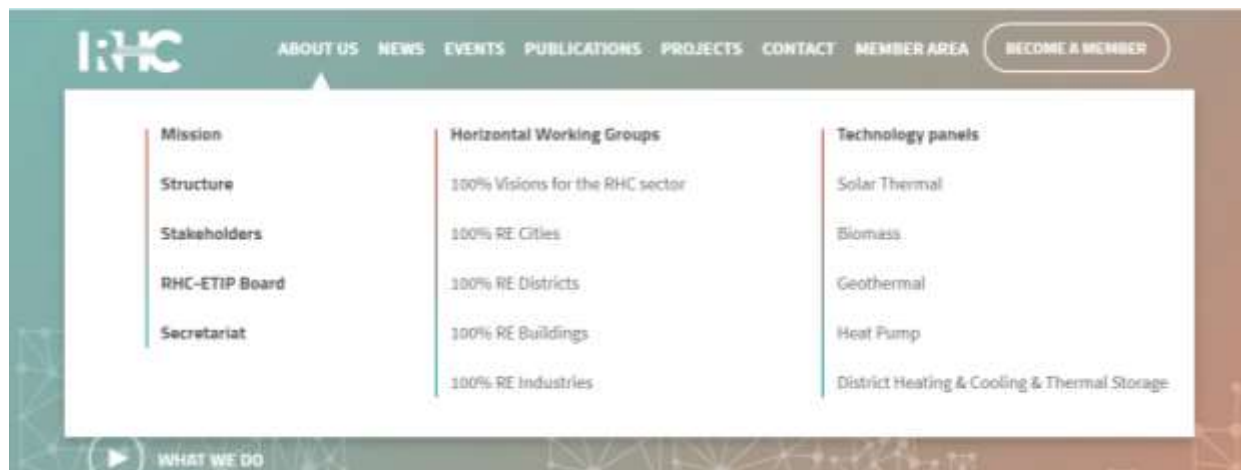 RHC
ABOUT US NEWS EVENTS PUBLICATIONS PROJECTS CONTACT MEMBER AREA BECOME A MEMBER
Mission
Structure
Stakeholders
RHC-ETIP Board
Secretariat
Horizontal Working Groups
100% Visions for the RHC sector
100% RE Cities
100% RE Districts
100% RE Buildings
100% RE Industries
Technology panels
Solar Thermal
Biomass
Geothermal
Heat Pump
District Heating & Cooling & Thermal Storage
WHAT WE DO